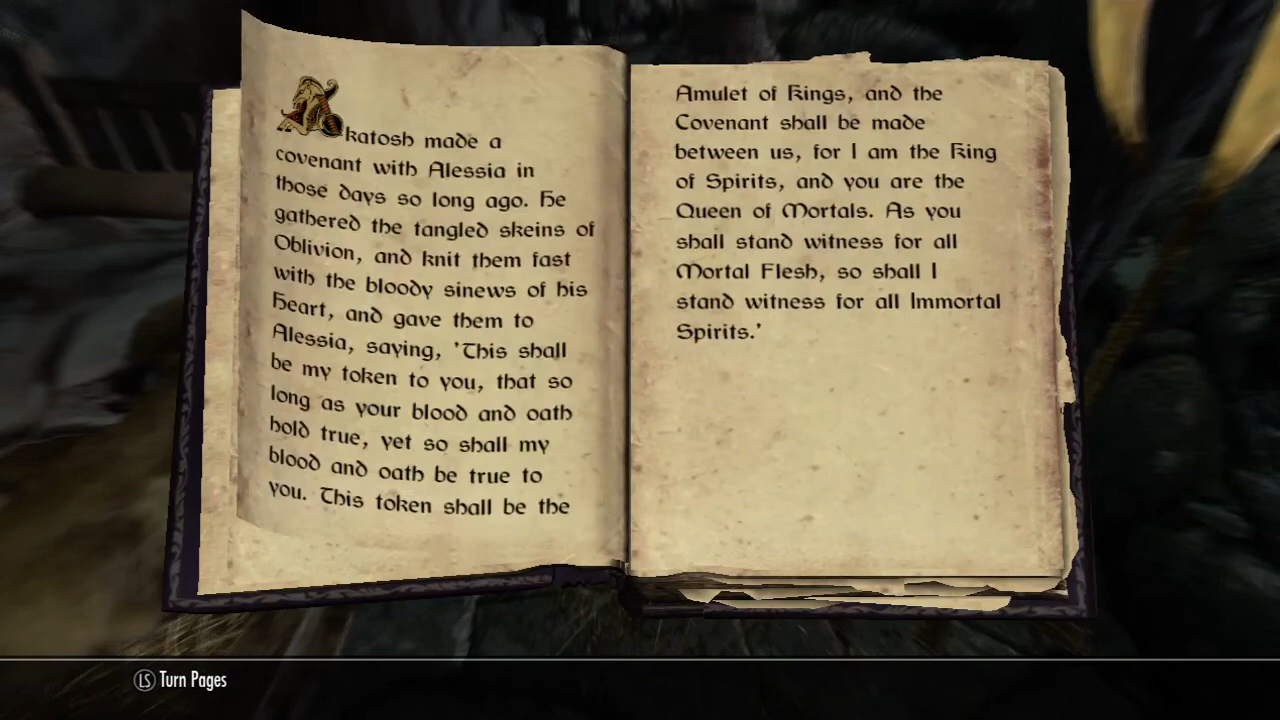 Akatosh made a
covenant with Alessia in
those days so long ago. He
gathered the tangled skeins of
Oblivion, and knit them fast
with the bloody sinews of his
Heart, and gave them to
Alessia, saying, 'This shall
be my token to you, that so
long as your blood and oath
hold true, yet so shall my
blood and oath be true to
you. This token shall be the
Amulet of Kings, and the
Covenant shall be made
between us, for I am the King
of Spirits, and you are the
Queen of Mortals. As you
shall stand witness for all
Mortal Flesh, so shall I
stand witness for all Immortal
Spirits.'
LS Turn Pages